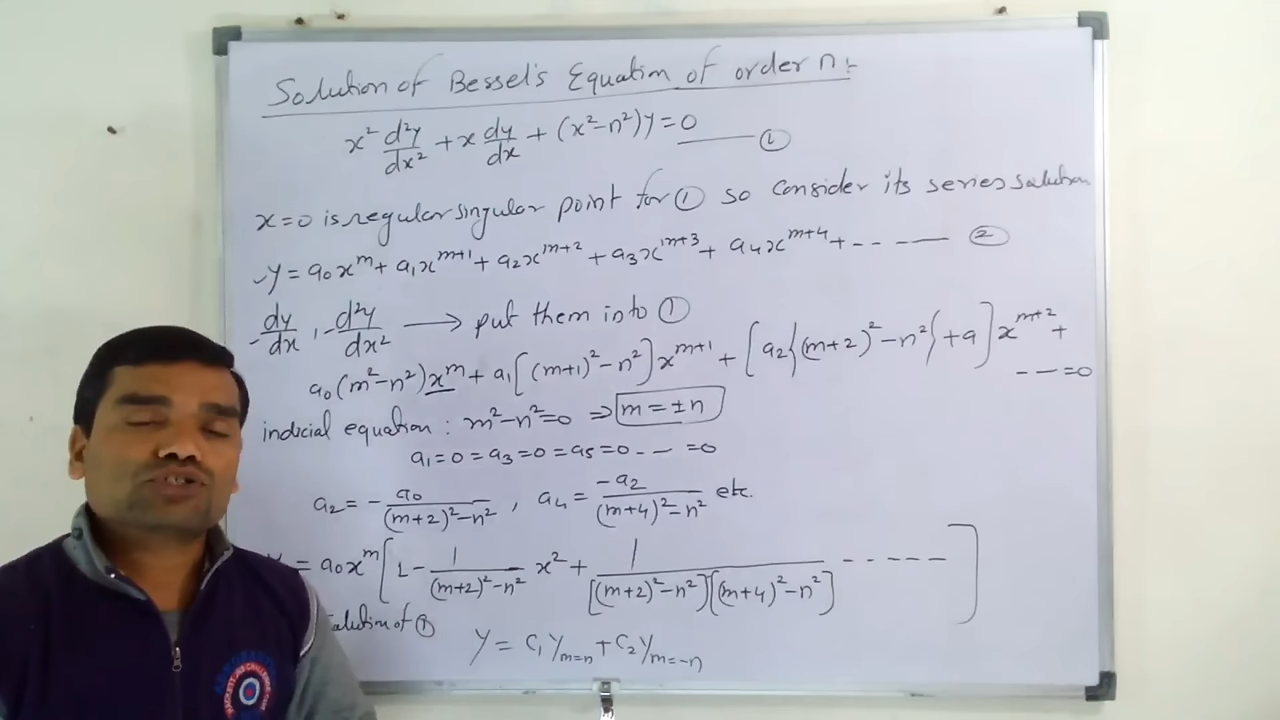 Solution of Bessel's Equation of order n:-
x² d²y/dx² + x dy/dx + (x²-n²)y = 0 —— ①
x=0 is regular singular point for ① so consider its series solution
y = a₀x^m + a₁x^{m+1} + a₂x^{m+2} + a₃x^{m+3} + a₄x^{m+4} + -- —— ②
dy/dx , d²y/dx² → put them into ①
a₀(m²-n²)x^m + a₁[(m+1)²-n²]x^{m+1} + [a₂{(m+2)²-n²}+a]x^{m+2} +
---=0
indicial equation : m²-n²=0 ⇒ m=±n
a₁=0=a₃=0=a₅=0 -- — =0
a₂ = - a₀/((m+2)²-n²) , a₄ = -a₂/((m+4)²-n²) etc.
= a₀x^m [1 - 1/((m+2)²-n²) x² + 1/([(m+2)²-n²][(m+4)²-n²]) ------]
of ①
y = C₁y_{m=n} + C₂y_{m=-n}